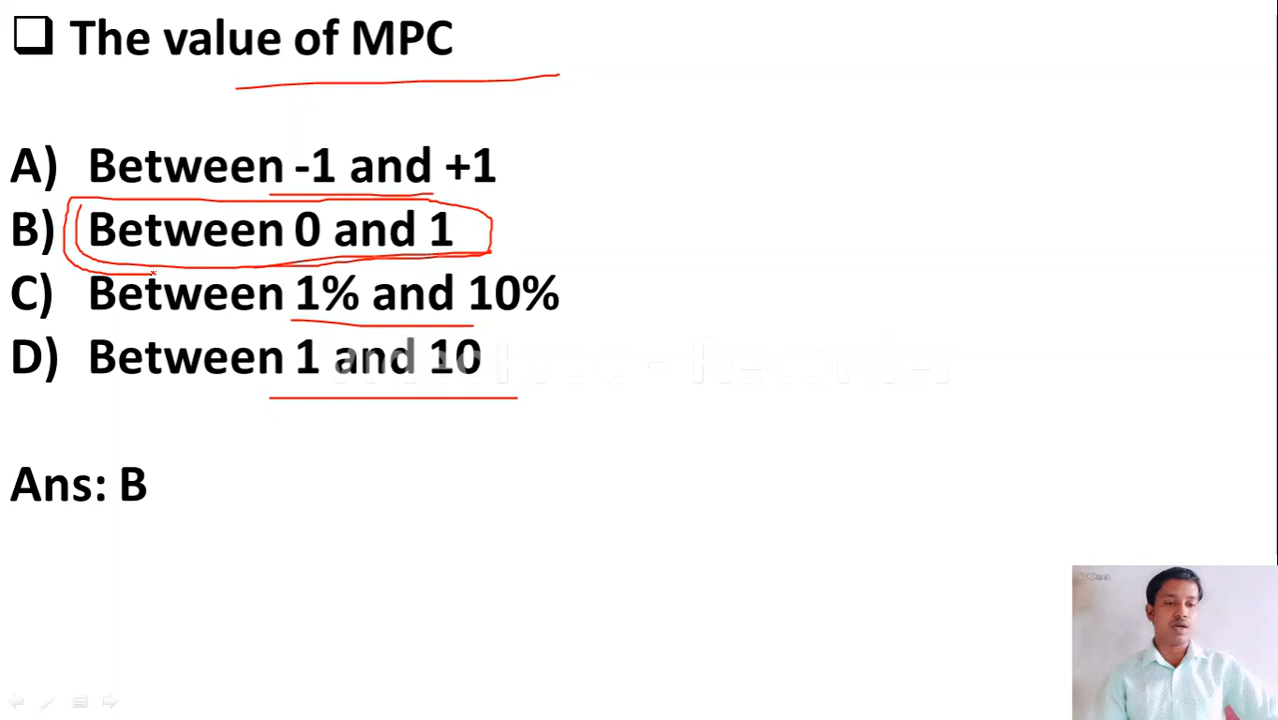 ❑ The value of MPC
A) Between -1 and +1
B) Between 0 and 1
C) Between 1% and 10%
D) Between 1 and 10
Ans: B